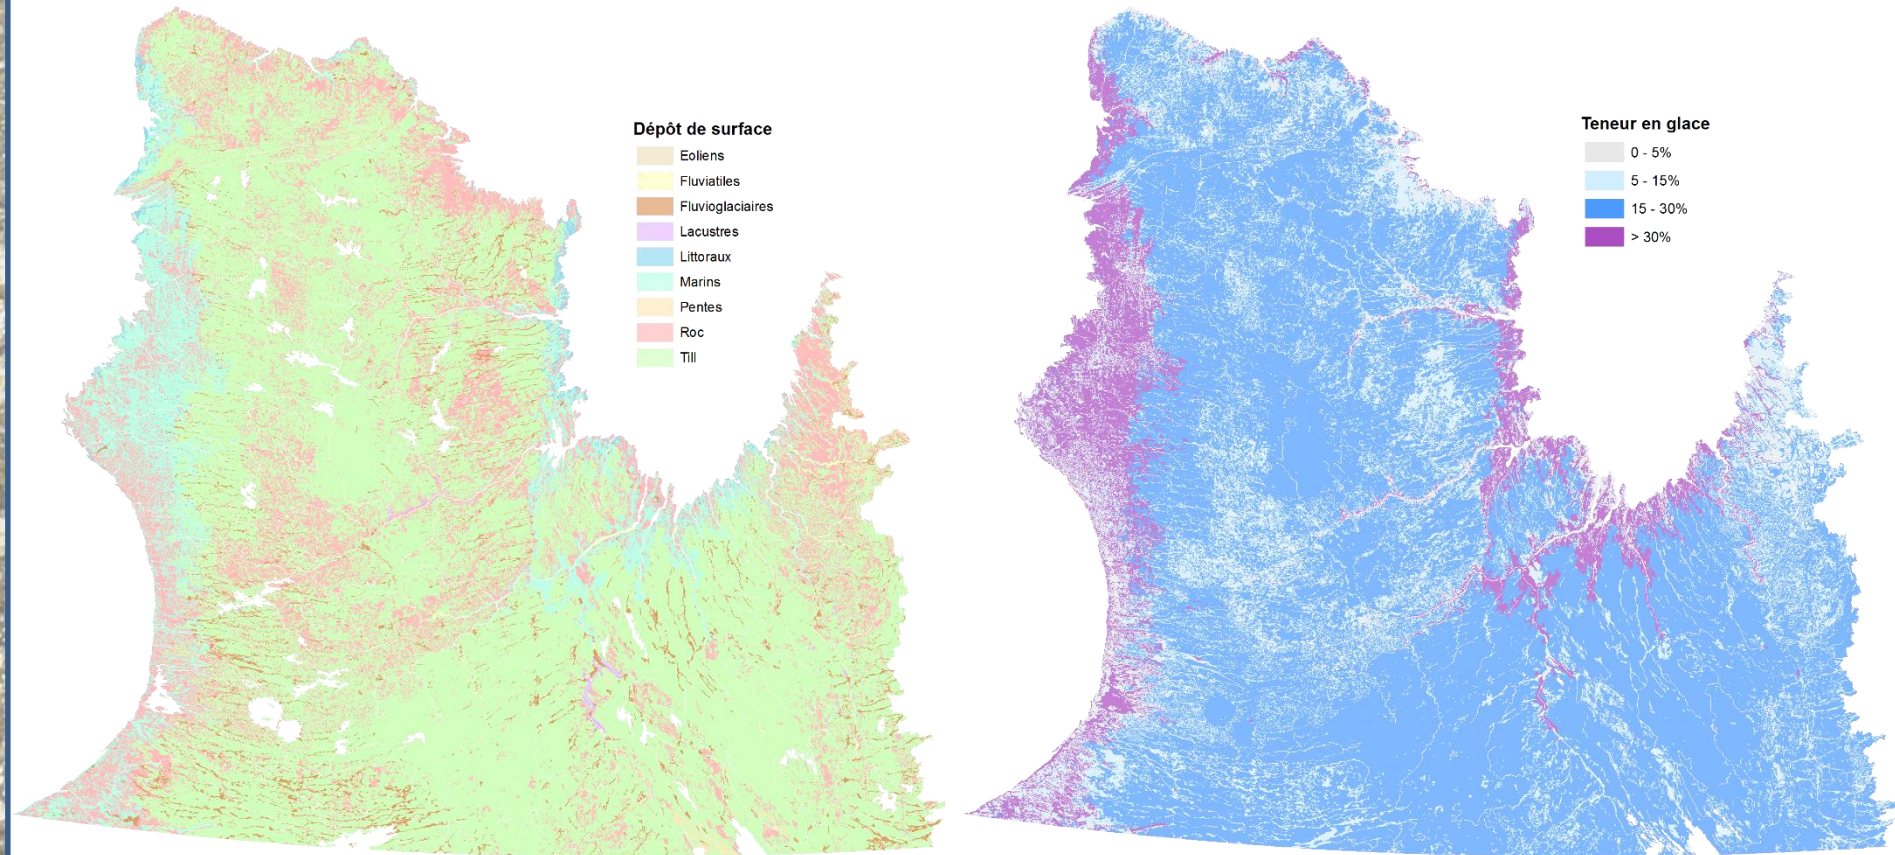 Dépôt de surface
Eoliens
Fluviatiles
Fluvioglaciaires
Lacustres
Littoraux
Marins
Pentes
Roc
Till
Teneur en glace
0 - 5%
5 - 15%
15 - 30%
> 30%